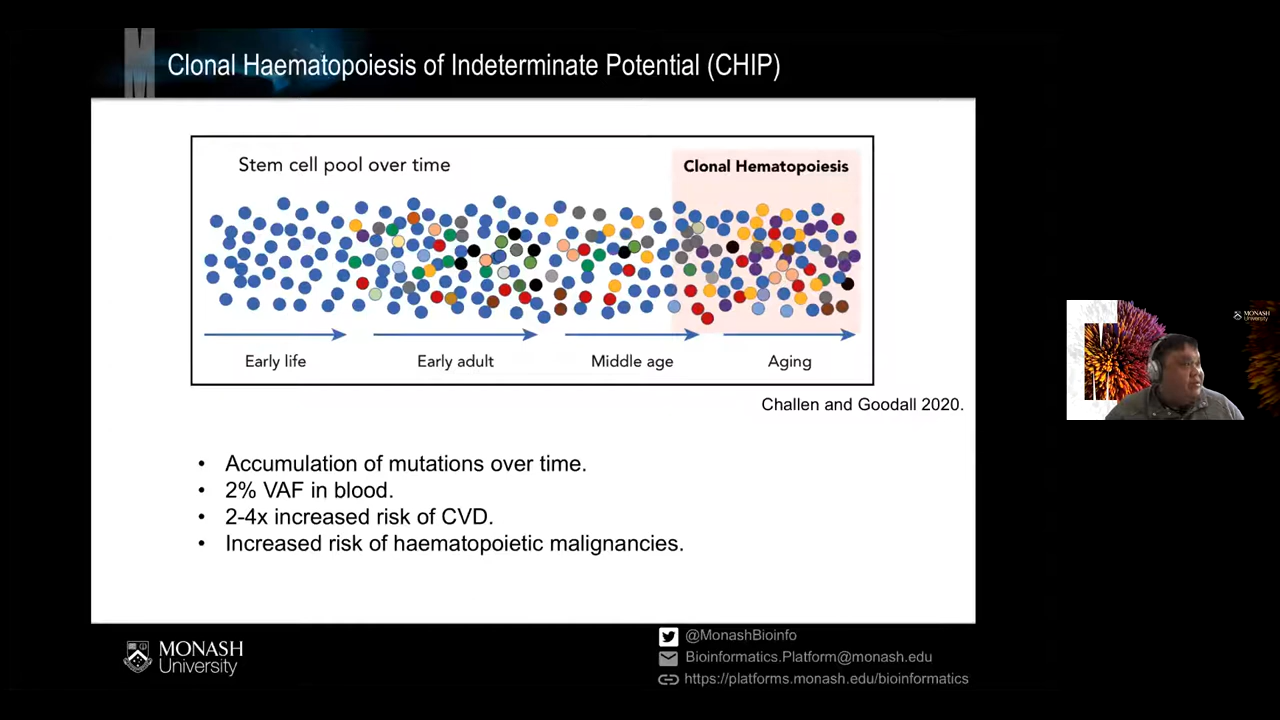 Clonal Haematopoiesis of Indeterminate Potential (CHIP)
Stem cell pool over time
Clonal Hematopoiesis
Early life
Early adult
Middle age
Aging
Challen and Goodall 2020.
• Accumulation of mutations over time.
• 2% VAF in blood.
• 2-4x increased risk of CVD.
• Increased risk of haematopoietic malignancies.
MONASH
University
@MonashBioinfo
Bioinformatics.Platform@monash.edu
https://platforms.monash.edu/bioinformatics
MONASH
University